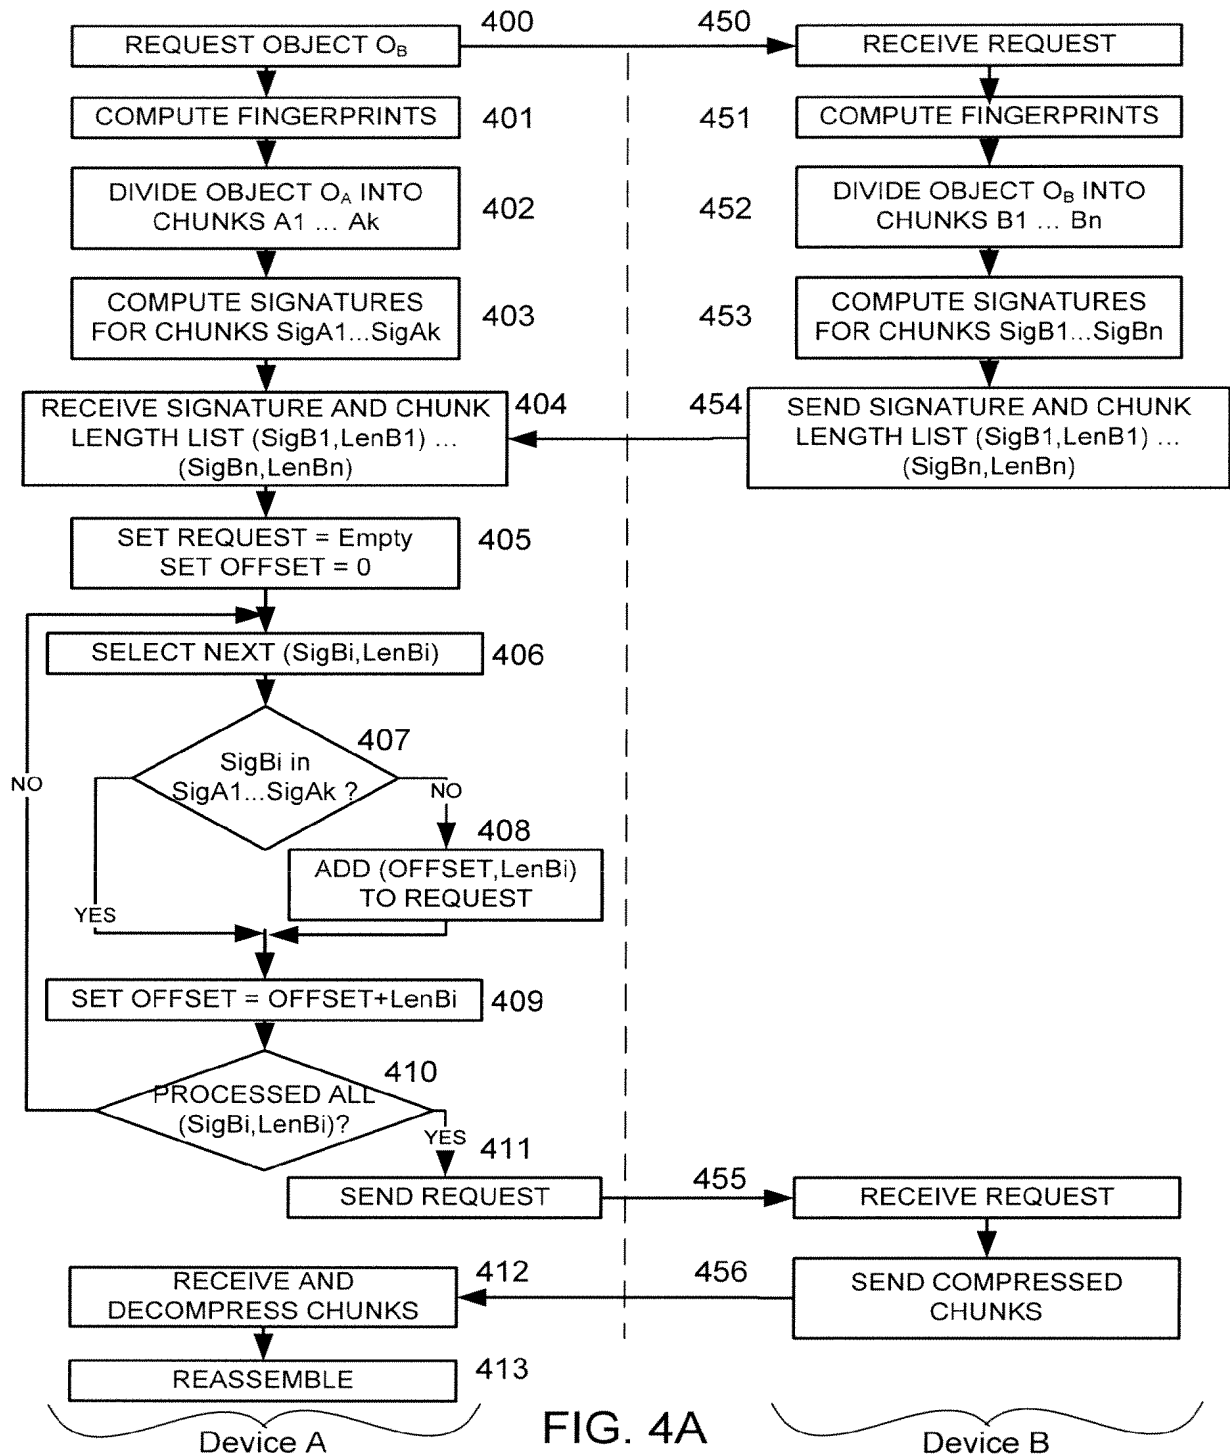 400
450
REQUEST OBJECT OB
RECEIVE REQUEST
COMPUTE FINGERPRINTS
401
451
COMPUTE FINGERPRINTS
DIVIDE OBJECT OA INTO
CHUNKS A1 ... Ak
402
452
DIVIDE OBJECT OB INTO
CHUNKS B1 ... Bn
COMPUTE SIGNATURES
FOR CHUNKS SigA1...SigAk
403
453
COMPUTE SIGNATURES
FOR CHUNKS SigB1...SigBn
RECEIVE SIGNATURE AND CHUNK
LENGTH LIST (SigB1,LenB1) ...
(SigBn,LenBn)
404
454
SEND SIGNATURE AND CHUNK
LENGTH LIST (SigB1,LenB1) ...
(SigBn,LenBn)
SET REQUEST = Empty
SET OFFSET = 0
405
SELECT NEXT (SigBi,LenBi)
406
407
SigBi in
SigA1...SigAk ?
NO
NO
408
ADD (OFFSET,LenBi)
TO REQUEST
YES
SET OFFSET = OFFSET+LenBi
409
410
PROCESSED ALL
(SigBi,LenBi)?
YES
411
SEND REQUEST
455
RECEIVE REQUEST
RECEIVE AND
DECOMPRESS CHUNKS
412
456
SEND COMPRESSED
CHUNKS
REASSEMBLE
413
Device A
FIG. 4A
Device B